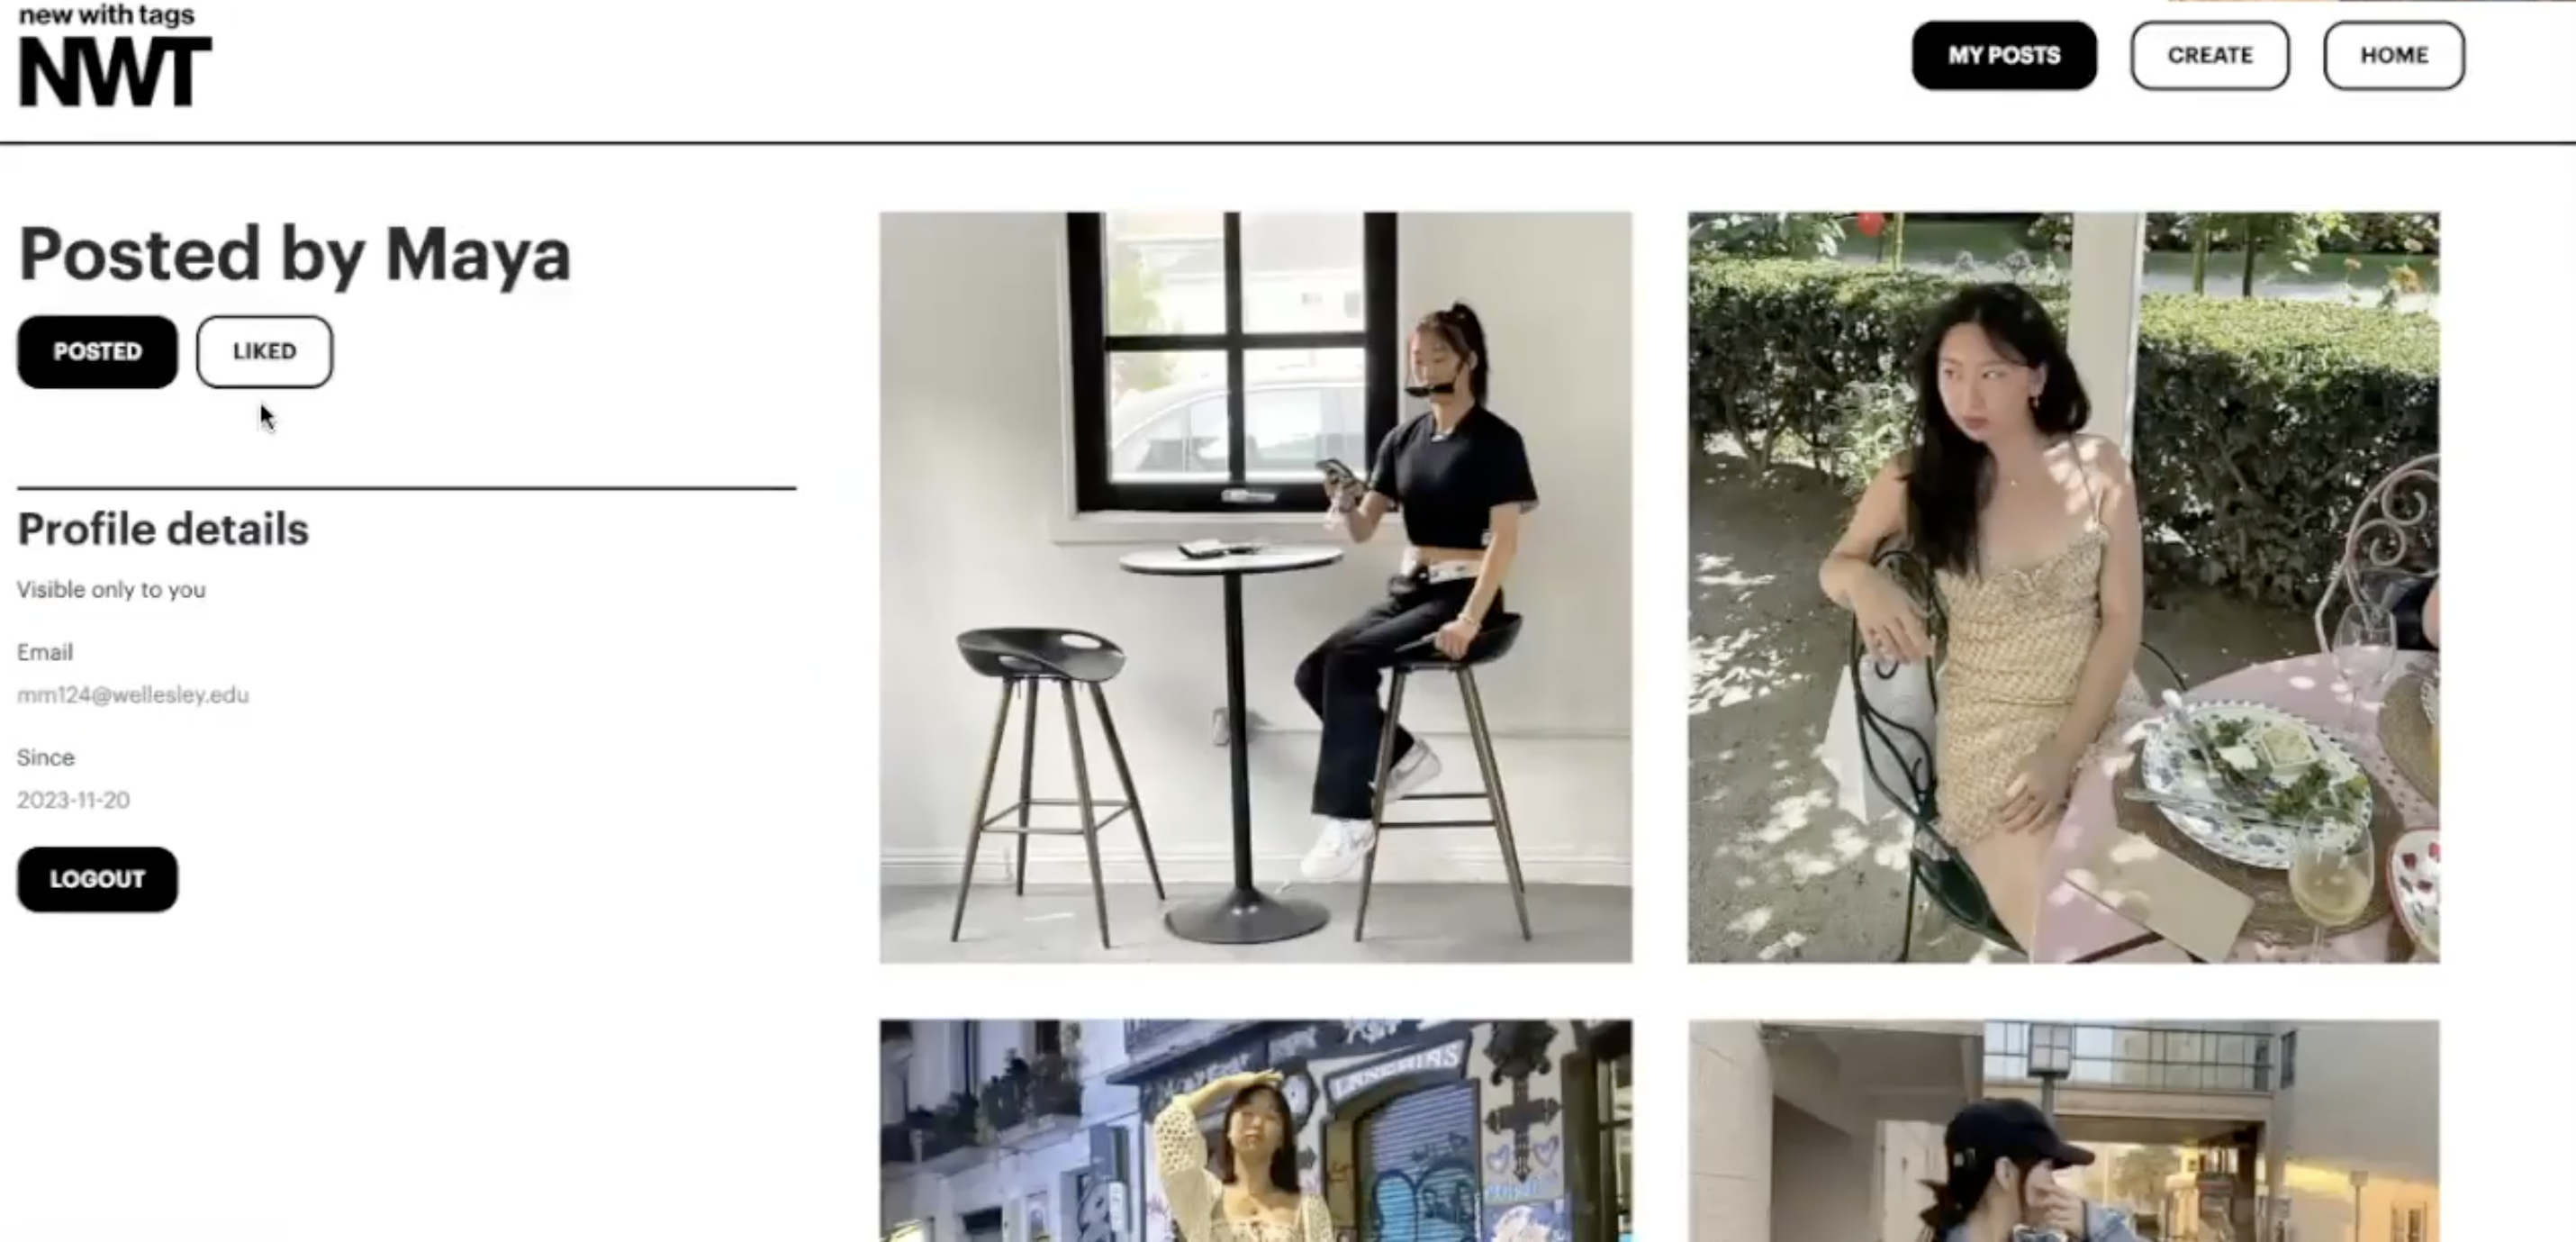 new with tags
NWT
MY POSTS
CREATE
HOME
Posted by Maya
POSTED
LIKED
Profile details
Visible only to you
Email
mm124@wellesley.edu
Since
2023-11-20
LOGOUT